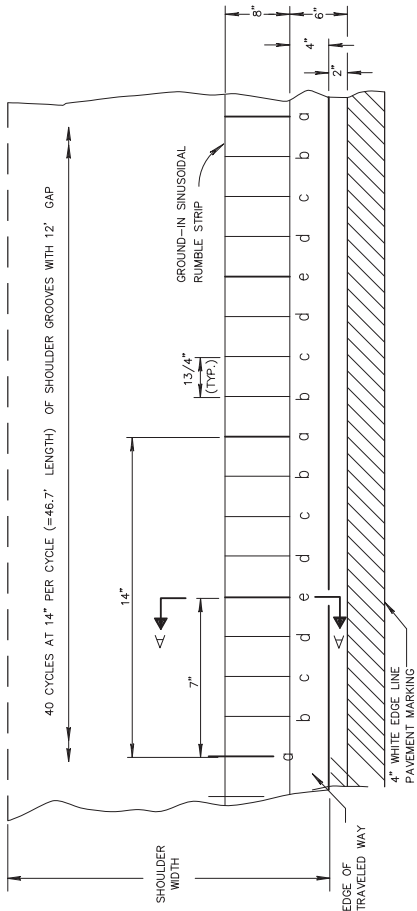 40 CYCLES AT 14" PER CYCLE (=46.7' LENGTH) OF SHOULDER GROOVES WITH 12' GAP
8"
6"
4"
2"
GROUND-IN SINUSOIDAL
RUMBLE STRIP
13/4"
(TYP.)
14"
7"
A
A
a
b
c
d
e
d
c
b
a
b
c
d
e
d
c
b
a
SHOULDER
WIDTH
EDGE OF
TRAVELED WAY
4" WHITE EDGE LINE
PAVEMENT MARKING